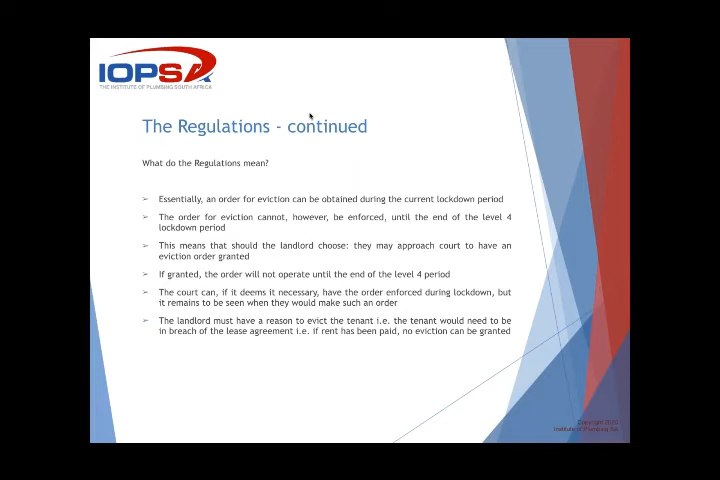 IOPSA
THE INSTITUTE OF PLUMBING SOUTH AFRICA
The Regulations - continued
What do the Regulations mean?
➢ Essentially, an order for eviction can be obtained during the current lockdown period
➢ The order for eviction cannot, however, be enforced, until the end of the level 4
lockdown period
➢ This means that should the landlord choose: they may approach court to have an
eviction order granted
➢ If granted, the order will not operate until the end of the level 4 period
➢ The court can, if it deems it necessary, have the order enforced during lockdown, but
it remains to be seen when they would make such an order
➢ The landlord must have a reason to evict the tenant i.e. the tenant would need to be
in breach of the lease agreement i.e. if rent has been paid, no eviction can be granted
Copyright 2020
Institute of Plumbing SA